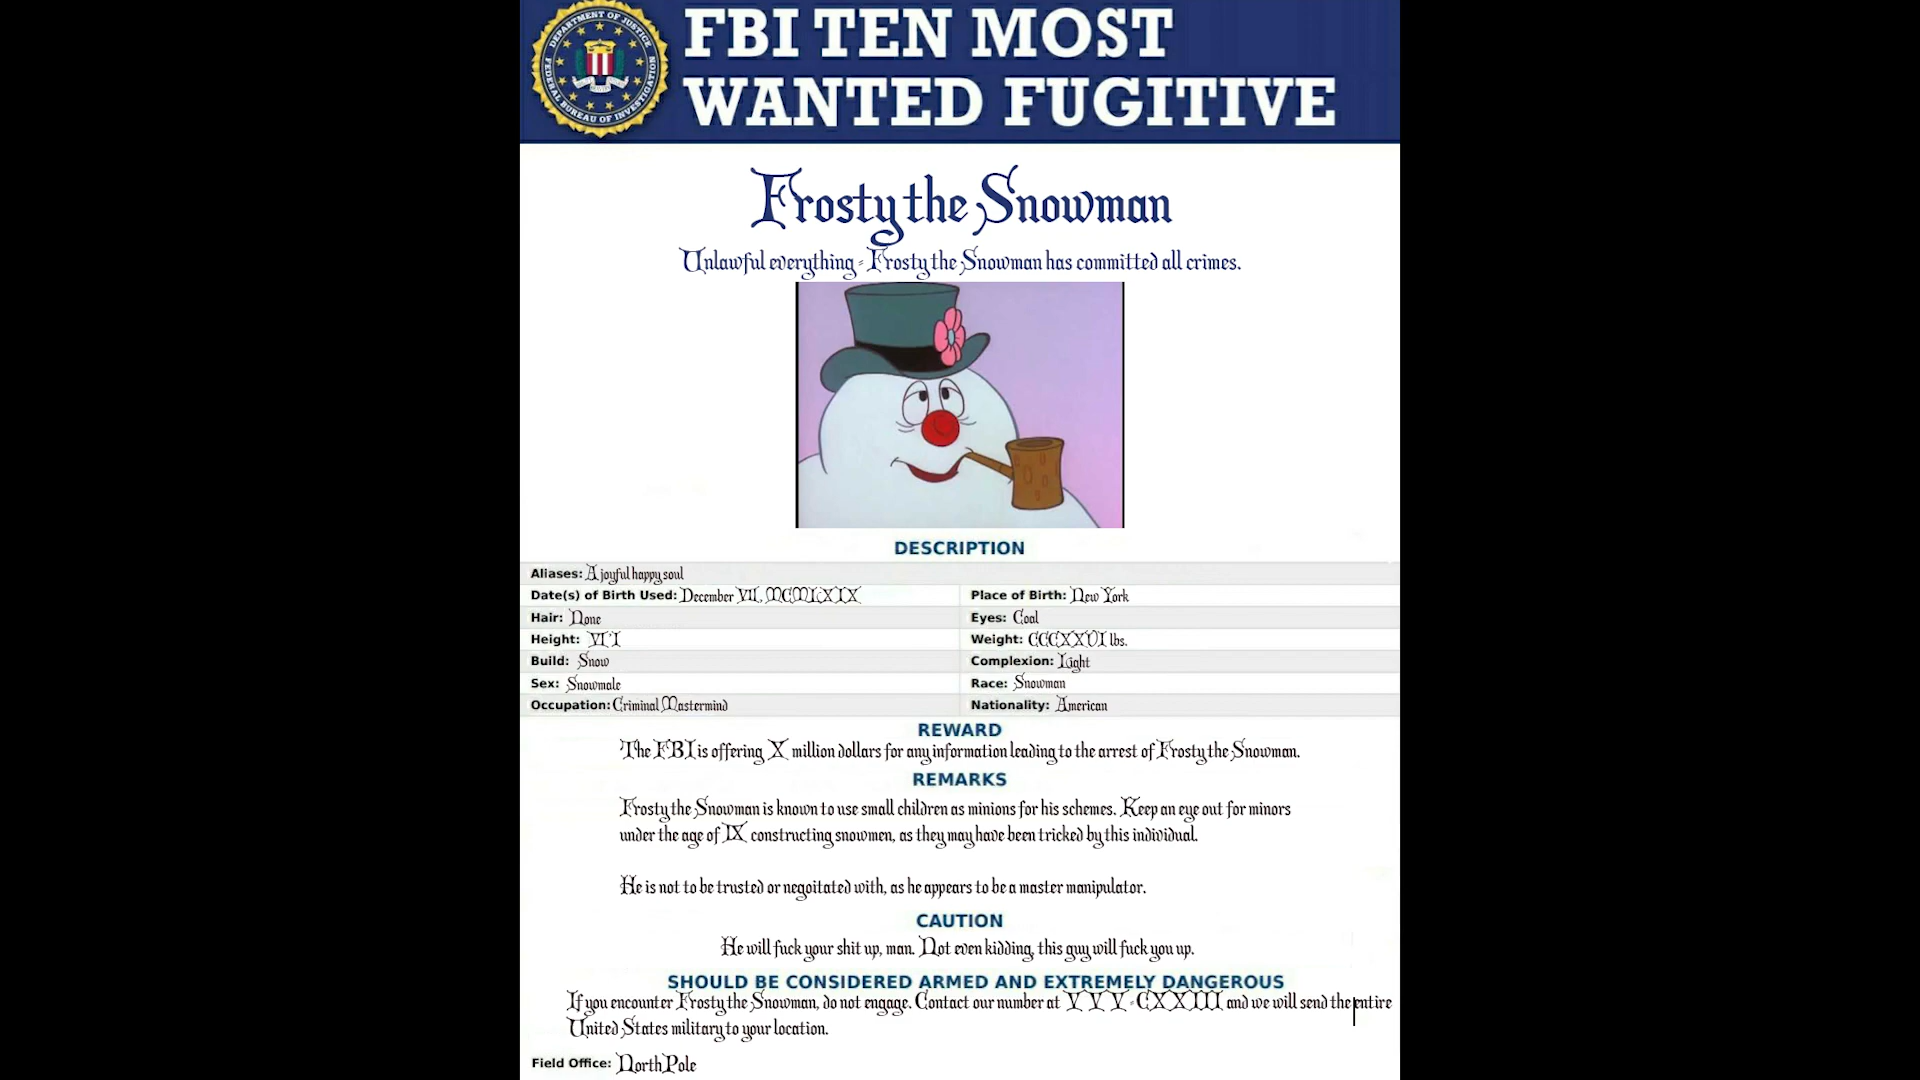 DEPARTMENT OF JUSTICE
FEDERAL BUREAU OF INVESTIGATION
FBI TEN MOST
WANTED FUGITIVE
Frosty the Snowman
Unlawful everything - Frosty the Snowman has committed all crimes.
DESCRIPTION
Aliases: A joyful happy soul
Date(s) of Birth Used: December VII, MCMLXIX
Place of Birth: New York
Hair: None
Eyes: Coal
Height: VI'I
Weight: CCCXXVI lbs.
Build: Snow
Complexion: Light
Sex: Snowmale
Race: Snowman
Occupation: Criminal Mastermind
Nationality: American
REWARD
The FBI is offering X million dollars for any information leading to the arrest of Frosty the Snowman.
REMARKS
Frosty the Snowman is known to use small children as minions for his schemes. Keep an eye out for minors
under the age of IX constructing snowmen, as they may have been tricked by this individual.
He is not to be trusted or negoitated with, as he appears to be a master manipulator.
CAUTION
He will fuck your shit up, man. Not even kidding, this guy will fuck you up.
SHOULD BE CONSIDERED ARMED AND EXTREMELY DANGEROUS
If you encounter Frosty the Snowman, do not engage. Contact our number at V V V - CXXIII and we will send the entire
United States military to your location.
Field Office: North Pole